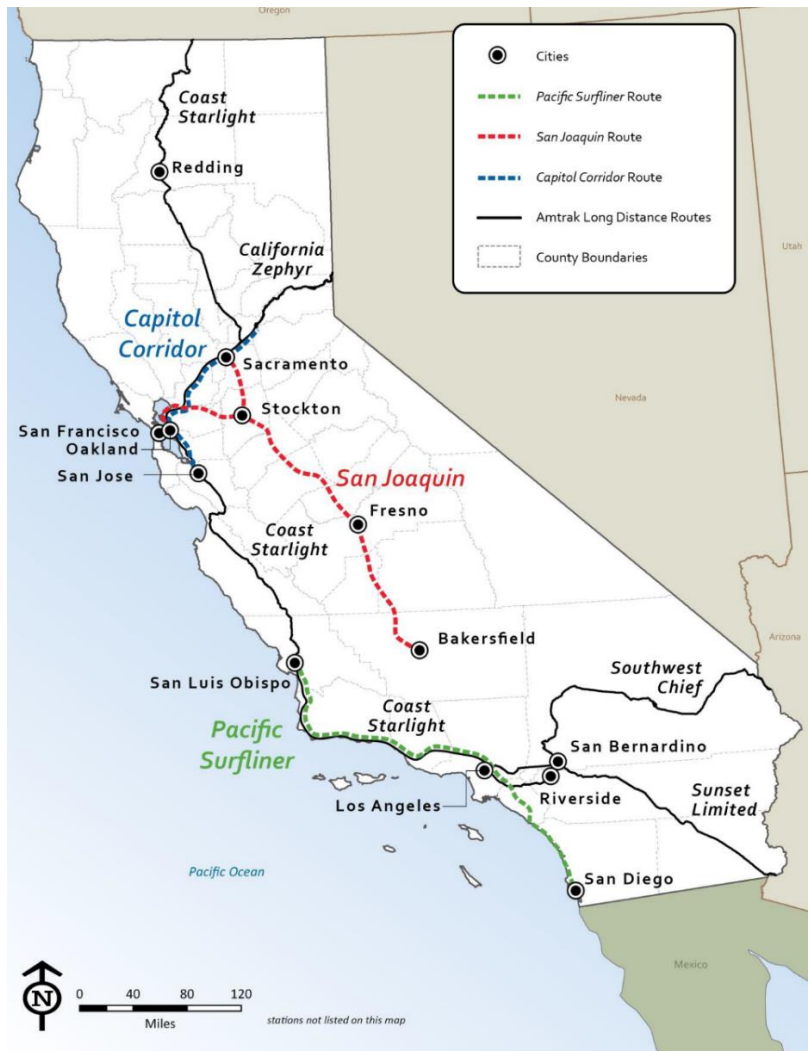 Oregon
Cities
Pacific Surfliner Route
San Joaquin Route
Capitol Corridor Route
Amtrak Long Distance Routes
County Boundaries
Utah
Nevada
Arizona
Mexico
Coast
Starlight
Redding
California
Zephyr
Capitol
Corridor
Sacramento
Stockton
San Francisco
Oakland
San Jose
San Joaquin
Fresno
Coast
Starlight
Bakersfield
San Luis Obispo
Southwest
Chief
Coast
Starlight
Pacific
Surfliner
San Bernardino
Los Angeles
Riverside
Sunset
Limited
San Diego
Pacific Ocean
N
0 40 80 120
Miles
stations not listed on this map